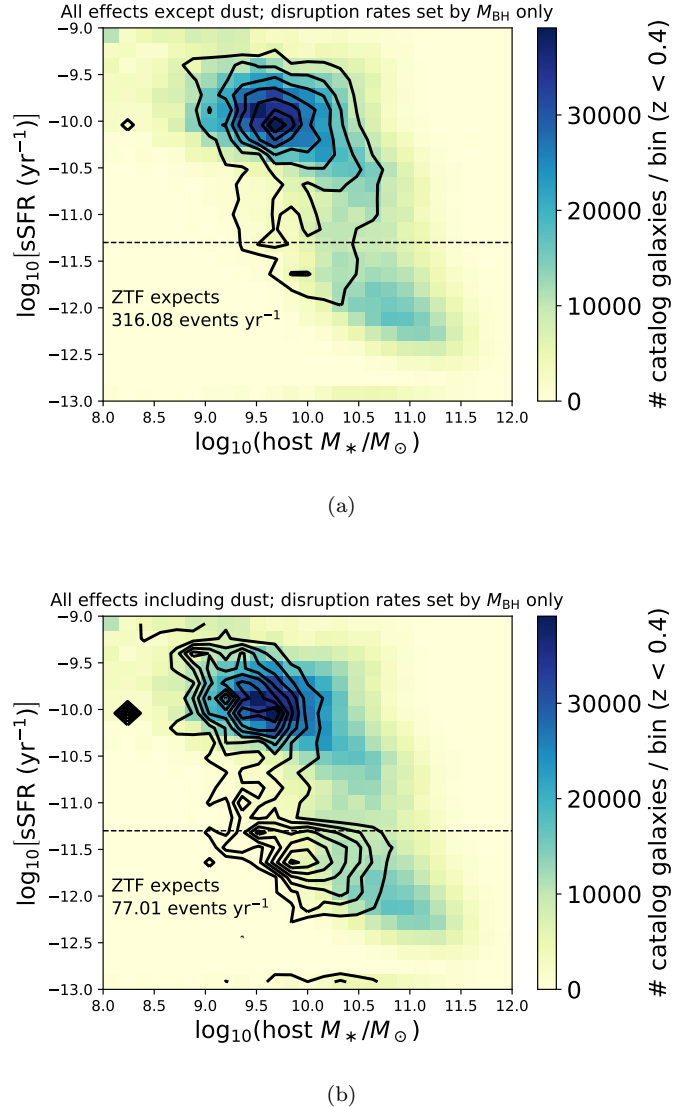 All effects except dust; disruption rates set by M_BH only
−9.0
−9.5
−10.0
−10.5
−11.0
−11.5
−12.0
−12.5
−13.0
log₁₀[sSFR (yr⁻¹)]
ZTF expects
316.08 events yr⁻¹
8.0 8.5 9.0 9.5 10.0 10.5 11.0 11.5 12.0
log₁₀(host M∗/M⊙)
30000
20000
10000
0
# catalog galaxies / bin (z < 0.4)
(a)
All effects including dust; disruption rates set by M_BH only
−9.0
−9.5
−10.0
−10.5
−11.0
−11.5
−12.0
−12.5
−13.0
log₁₀[sSFR (yr⁻¹)]
ZTF expects
77.01 events yr⁻¹
8.0 8.5 9.0 9.5 10.0 10.5 11.0 11.5 12.0
log₁₀(host M∗/M⊙)
30000
20000
10000
0
# catalog galaxies / bin (z < 0.4)
(b)